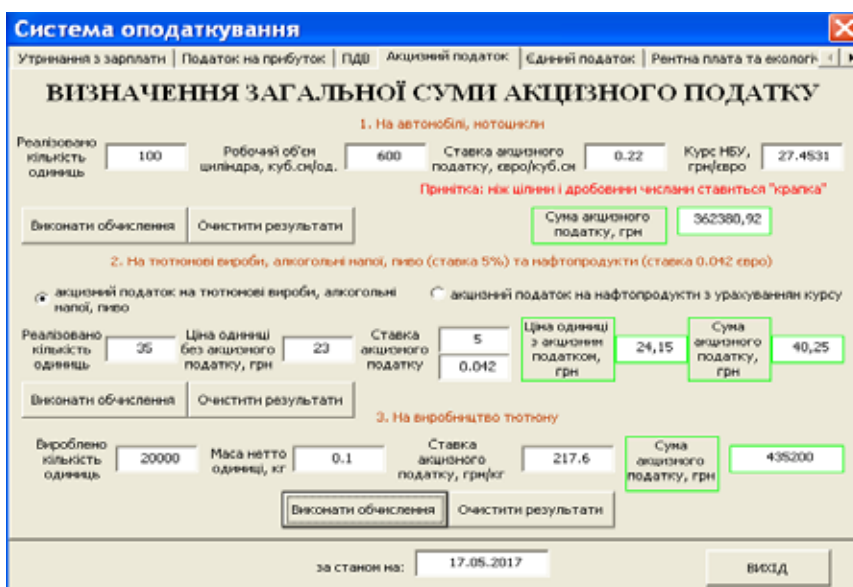 Система оподаткування
Утримання з зарплати | Податок на прибуток | ПДВ | Акцизний податок | Єдиний податок | Рентна плата та екологіч
ВИЗНАЧЕННЯ ЗАГАЛЬНОЇ СУМИ АКЦИЗНОГО ПОДАТКУ
1. На автомобілі, мотоцикли
Реалізовано кількість одиниць 100 Робочий об'єм циліндра, куб.см/од. 600 Ставка акцизного податку, євро/куб.см 0.22 Курс НБУ, грн/євро 27.4531
Примітка: між цілими і дробовими числами ставиться "крапка"
Виконати обчислення Очистити результати Сума акцизного податку, грн 362380,92
2. На тютюнові вироби, алкогольні напої, пиво (ставка 5%) та нафтопродукти (ставка 0.042 євро)
акцизний податок на тютюнові вироби, алкогольні напої, пиво акцизний податок на нафтопродукти з урахуванням курсу
Реалізовано кількість одиниць 35 Ціна одиниці без акцизного податку, грн 23 Ставка акцизного податку 5 0.042 Ціна одиниці з акцизним податком, грн 24,15 Сума акцизного податку, грн 40,25
Виконати обчислення Очистити результати
3. На виробництво тютюну
Вироблено кількість одиниць 20000 Маса нетто одиниці, кг 0.1 Ставка акцизного податку, грн/кг 217.6 Сума акцизного податку, грн 435200
Виконати обчислення Очистити результати
за станом на: 17.05.2017 ВИХІД